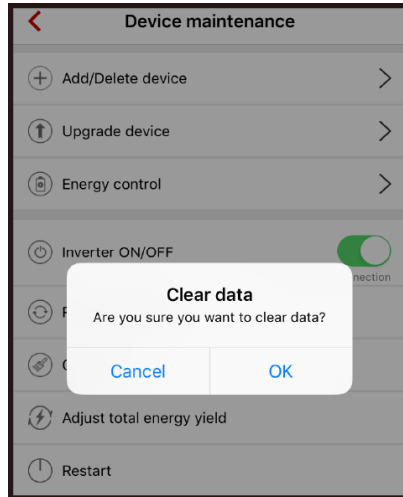 Device maintenance
Add/Delete device
Upgrade device
Energy control
Inverter ON/OFF
nection
Clear data
Are you sure you want to clear data?
Cancel
OK
Adjust total energy yield
Restart